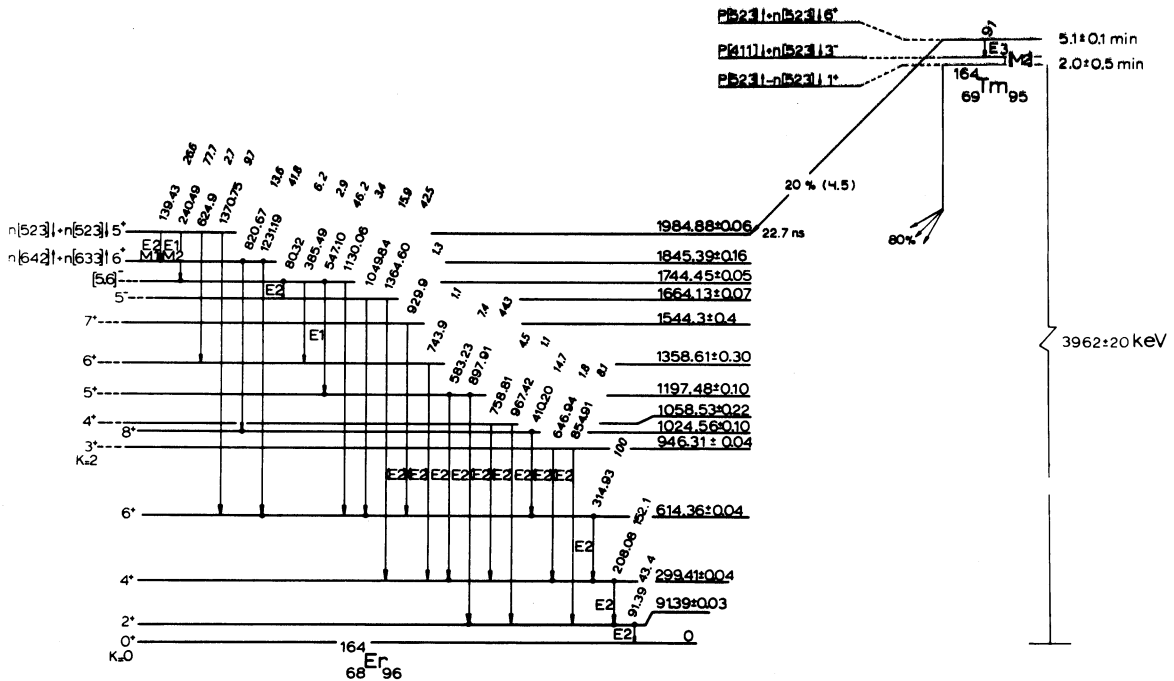 P[523]↑+n[523]↓6⁺
P[411]↓+n[523]↓3⁻
P[523]↑−n[523]↓1⁺
91
E3
[M2]
5.1±0.1 min
2.0±0.5 min
164
69Tm95
20 % (4.5)
80%
3962±20 keV
139.43 26.6
240.49 77.7
624.9 2.7
1370.75 9.7
820.67 13.6
1231.19 41.8
80.32 6.2
385.49 2.9
547.10 46.2
1130.06 3.4
1049.84 15.9
1364.60 42.5
929.9 1.3
743.9 1.1
583.23 7.4
897.91 44.3
758.81 4.5
967.42 1.1
410.20 14.7
646.94 1.8
854.91 8.1
314.93 100
208.08 152.1
91.39 43.4
n[523]↓+n[523]↓5⁺
1984.88±0.06
22.7 ns
E2 E1
M1 M2
n[642]↑+n[633]↓6⁺
1845.39±0.16
[5,6]⁻
1744.45±0.05
E2
5⁻
1664.13±0.07
7⁺
1544.3±0.4
E1
6⁺
1358.61±0.30
5⁺
1197.48±0.10
4⁺
1058.53±0.22
8⁺
1024.56±0.10
3⁺
946.31±0.04
K=2
(E2) (E2) E2 E2 (E2) (E2) E2 (E2) E2
6⁺
614.36±0.04
E2
4⁺
299.41±0.04
E2
2⁺
91.39±0.03
E2
0⁺
0
K=0
164
68Er96